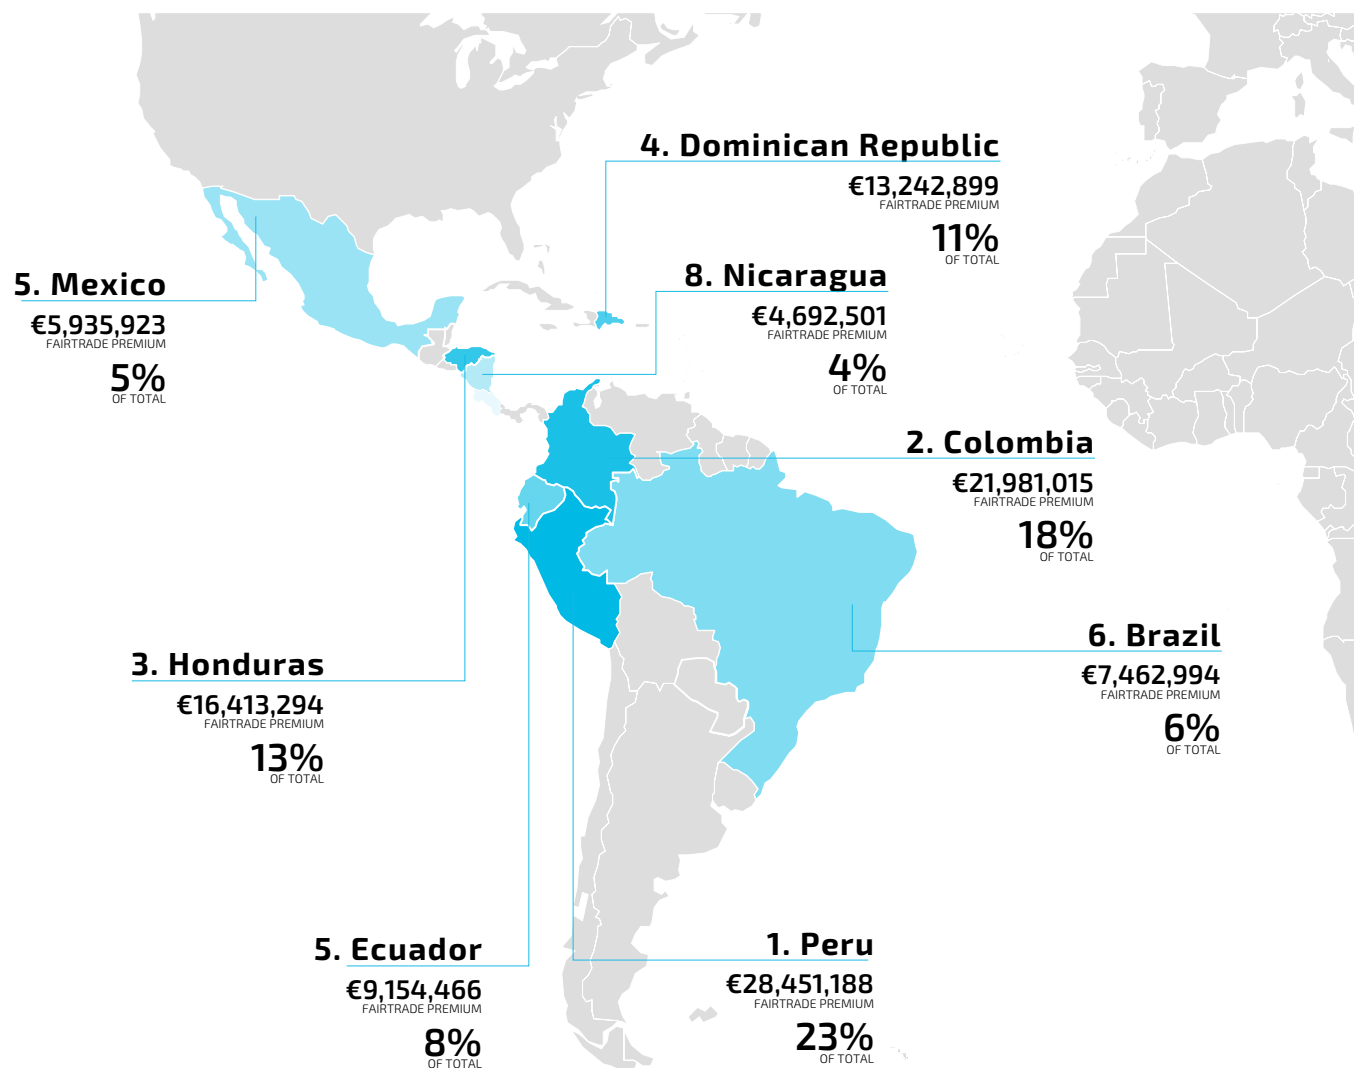 4. Dominican Republic
€13,242,899
FAIRTRADE PREMIUM
11%
OF TOTAL
5. Mexico
€5,935,923
FAIRTRADE PREMIUM
5%
OF TOTAL
8. Nicaragua
€4,692,501
FAIRTRADE PREMIUM
4%
OF TOTAL
2. Colombia
€21,981,015
FAIRTRADE PREMIUM
18%
OF TOTAL
3. Honduras
€16,413,294
FAIRTRADE PREMIUM
13%
OF TOTAL
6. Brazil
€7,462,994
FAIRTRADE PREMIUM
6%
OF TOTAL
5. Ecuador
€9,154,466
FAIRTRADE PREMIUM
8%
OF TOTAL
1. Peru
€28,451,188
FAIRTRADE PREMIUM
23%
OF TOTAL